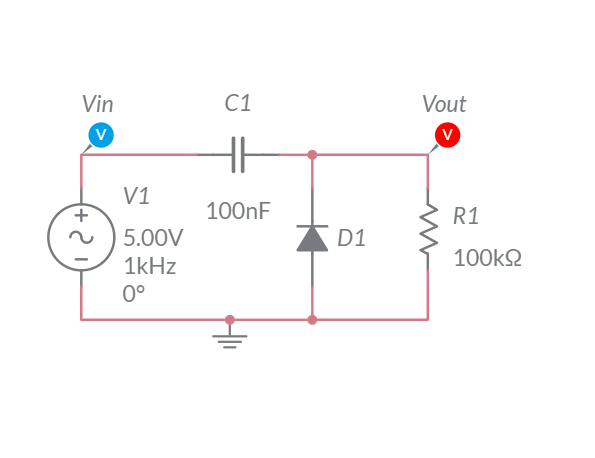 Vin
C1
Vout
V
V
V1
5.00V
1kHz
0°
100nF
D1
R1
100kΩ